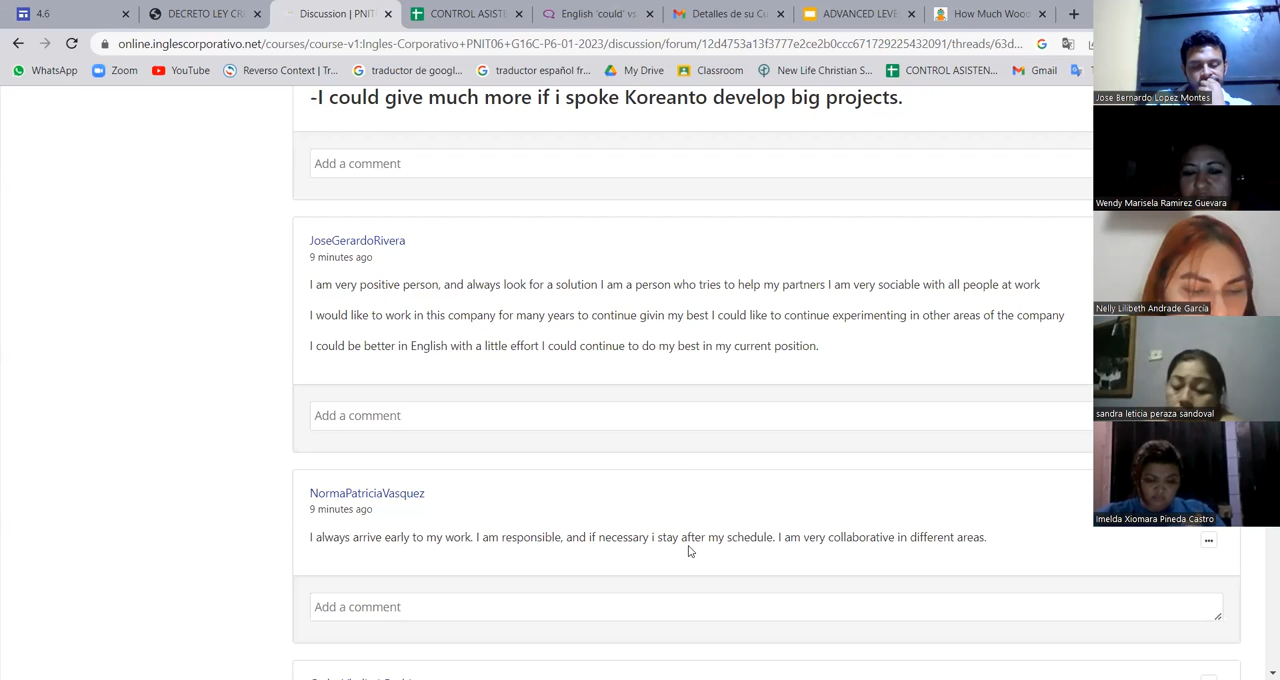 4.6
DECRETO LEY CR
Discussion | PNIT
CONTROL ASISTE
English 'could' vs
Detalles de su Cu
ADVANCED LEVE
How Much Woo
online.inglescorporativo.net/courses/course-v1:Ingles-Corporativo+PNIT06+G16C-P6-01-2023/discussion/forum/12d4753a13f3777e2ce2b0ccc671729225432091/threads/63d...
WhatsApp
Zoom
YouTube
Reverso Context | Tr...
traductor de googl...
traductor español fr...
My Drive
Classroom
New Life Christian S...
CONTROL ASISTEN...
Gmail
-I could give much more if i spoke Koreanto develop big projects.
Add a comment
JoseGerardoRivera
9 minutes ago
I am very positive person, and always look for a solution I am a person who tries to help my partners I am very sociable with all people at work
I would like to work in the company for many years to continue givin my best I could like to continue experimenting in other areas of the company
I could be better in English with a little effort I could continue to do my best in my current position.
Add a comment
NormaPatriciaVasquez
9 minutes ago
I always arrive early to my work. I am responsible, and if necessary i stay after my schedule. I am very collaborative in different areas.
Add a comment
Jose Bernardo Lopez Montes
Wendy Marisela Ramirez Guevara
Nelly Lilibeth Andrade García
sandra leticia peraza sandoval
Imelda Xiomara Pineda Castro